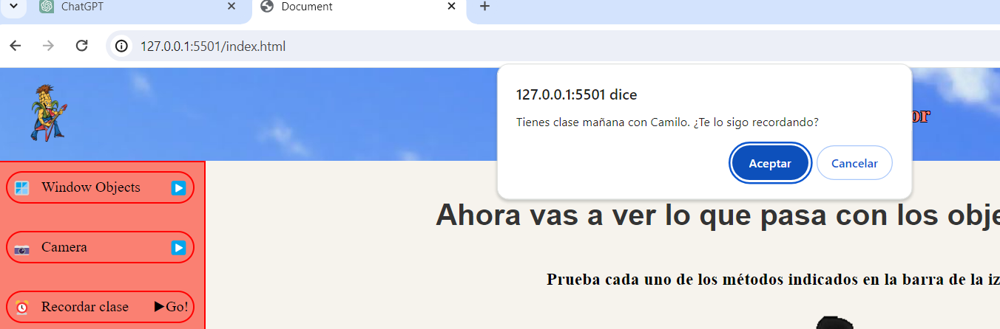 ChatGPT
Document
127.0.0.1:5501/index.html
127.0.0.1:5501 dice
Tienes clase mañana con Camilo. ¿Te lo sigo recordando?
Aceptar
Cancelar
or
Window Objects
Camera
Recordar clase
Go!
Ahora vas a ver lo que pasa con los obje
Prueba cada uno de los métodos indicados en la barra de la iz